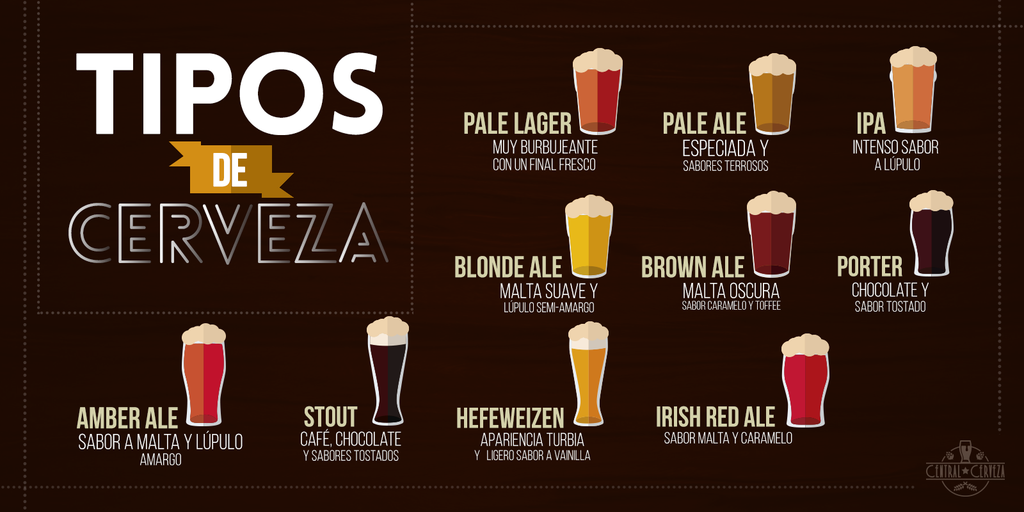 TIPOS
DE
CERVEZA
PALE LAGER
MUY BURBUJEANTE
CON UN FINAL FRESCO
PALE ALE
ESPECIADA Y
SABORES TERROSOS
IPA
INTENSO SABOR
A LÚPULO
BLONDE ALE
MALTA SUAVE Y
LÚPULO SEMI-AMARGO
BROWN ALE
MALTA OSCURA
SABOR CARAMELO Y TOFFEE
PORTER
CHOCOLATE Y
SABOR TOSTADO
AMBER ALE
SABOR A MALTA Y LÚPULO
AMARGO
STOUT
CAFÉ, CHOCOLATE
Y SABORES TOSTADOS
HEFEWEIZEN
APARIENCIA TURBIA
Y LIGERO SABOR A VAINILLA
IRISH RED ALE
SABOR MALTA Y CARAMELO
CENTRAL CERVEZA